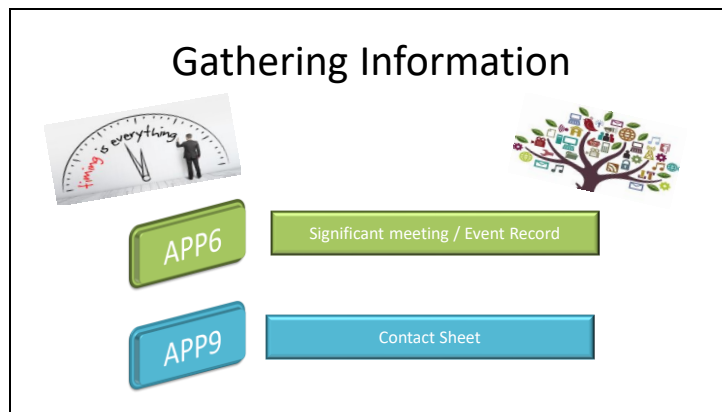 Gathering Information
timing is everything
APP6
Significant meeting / Event Record
APP9
Contact Sheet